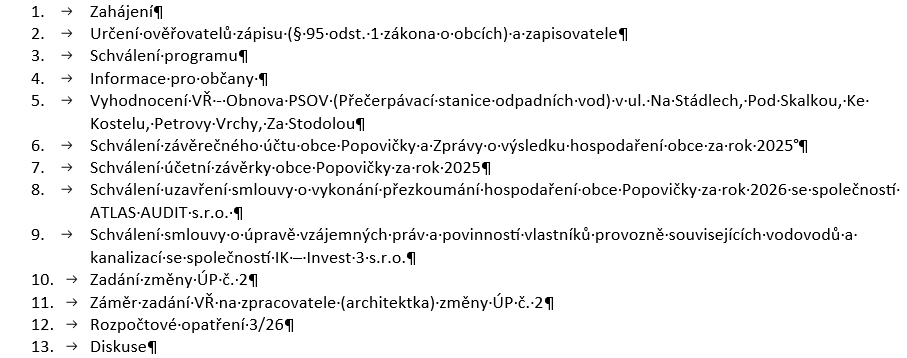 1. → Zahájení¶
2. → Určení·ověřovatelů·zápisu·(§·95·odst.·1·zákona·o·obcích)·a·zapisovatele¶
3. → Schválení·programu¶
4. → Informace·pro·občany·¶
5. → Vyhodnocení·VŘ·-·Obnova·PSOV·(Přečerpávací·stanice·odpadních·vod)·v·ul.·Na·Stádlech,·Pod·Skalkou,·Ke·
Kostelu,·Petrovy·Vrchy,·Za·Stodolou¶
6. → Schválení·závěrečného·účtu·obce·Popovičky·a·Zprávy·o·výsledku·hospodaření·obce·za·rok·2025°¶
7. → Schválení·účetní·závěrky·obce·Popovičky·za·rok·2025¶
8. → Schválení·uzavření·smlouvy·o·vykonání·přezkoumání·hospodaření·obce·Popovičky·za·rok·2026·se·společností·
ATLAS·AUDIT·s.r.o.·¶
9. → Schválení·smlouvy·o·úpravě·vzájemných·práv·a·povinností·vlastníků·provozně·souvisejících·vodovodů·a·
kanalizací·se·společností·IK·–·Invest·3·s.r.o.¶
10. → Zadání·změny·ÚP·č.·2¶
11. → Záměr·zadání·VŘ·na·zpracovatele·(architektka)·změny·ÚP·č.·2¶
12. → Rozpočtové·opatření·3/26¶
13. → Diskuse¶